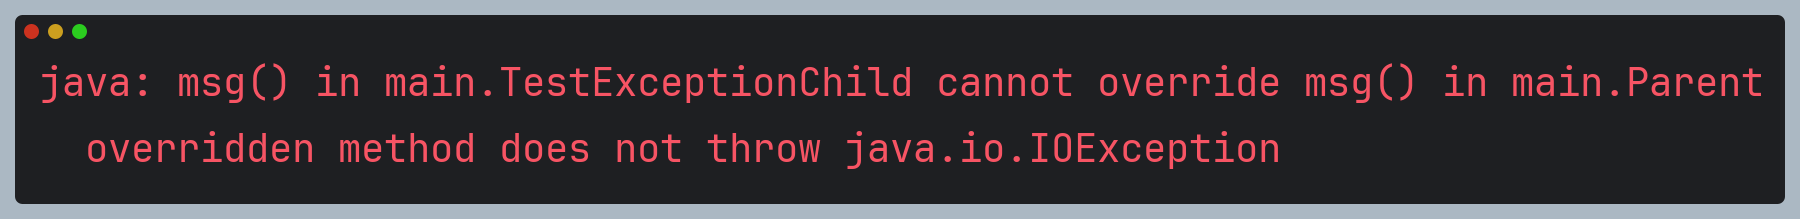 java: msg() in main.TestExceptionChild cannot override msg() in main.Parent
overridden method does not throw java.io.IOException